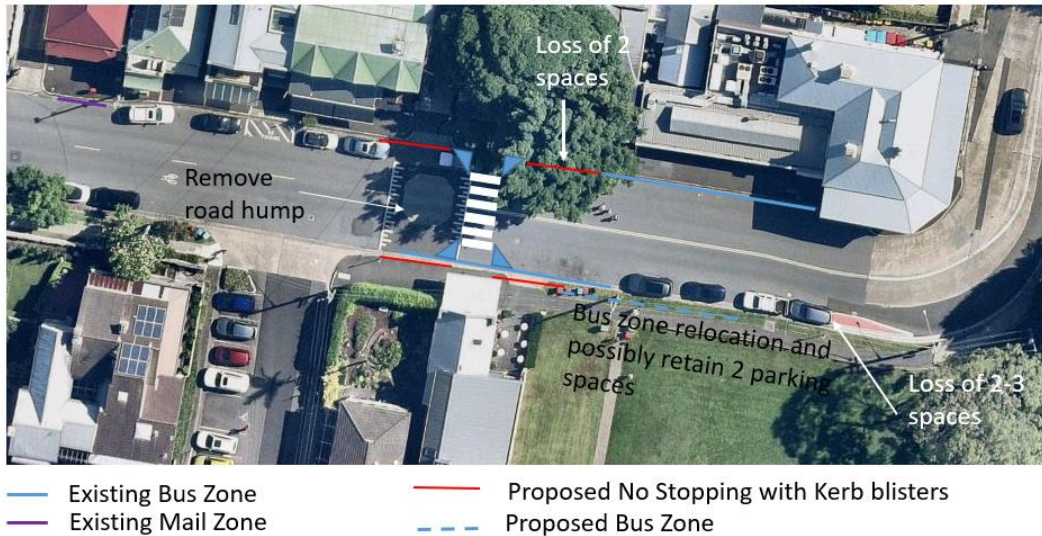 Loss of 2
spaces
Remove
road hump
Bus zone relocation and
possibly retain 2 parking
spaces
Loss of 2-3
spaces
Existing Bus Zone
Proposed No Stopping with Kerb blisters
Existing Mail Zone
Proposed Bus Zone